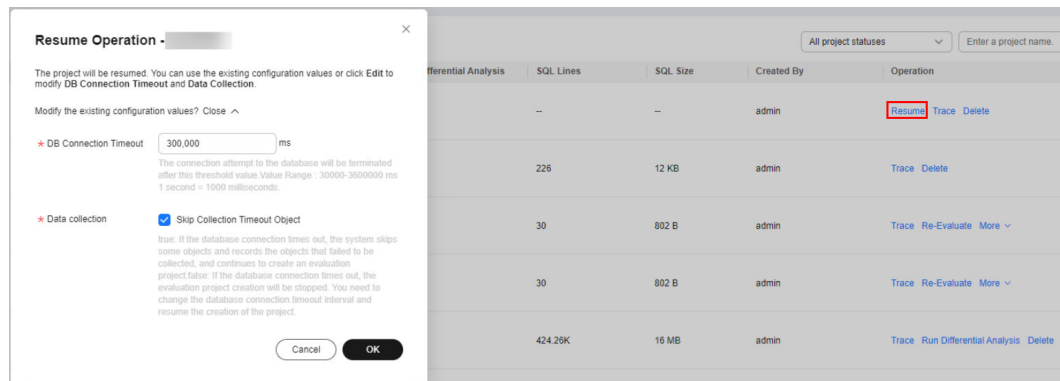 Resume Operation -
The project will be resumed. You can use the existing configuration values or click Edit to
modify DB Connection Timeout and Data Collection.
Modify the existing configuration values? Close
* DB Connection Timeout 300,000 ms
The connection attempt to the database will be terminated
after this threshold value.Value Range : 30000-3600000 ms
1 second = 1000 milliseconds.
* Data collection Skip Collection Timeout Object
true: If the database connection times out, the system skips
some objects and records the objects that failed to be
collected, and continues to create an evaluation
project.false: If the database connection times out, the
evaluation project creation will be stopped. You need to
change the database connection timeout interval and
resume the creation of the project.
Cancel OK
All project statuses Enter a project name.
fferential Analysis SQL Lines SQL Size Created By Operation
-- -- admin Resume Trace Delete
226 12 KB admin Trace Delete
30 802 B admin Trace Re-Evaluate More
30 802 B admin Trace Re-Evaluate More
424.26K 16 MB admin Trace Run Differential Analysis Delete